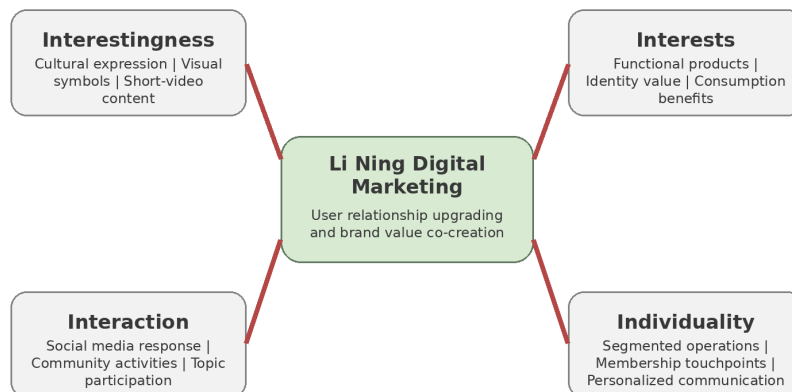 Interestingness
Cultural expression | Visual
symbols | Short-video
content
Interests
Functional products |
Identity value | Consumption
benefits
Li Ning Digital
Marketing
User relationship upgrading
and brand value co-creation
Interaction
Social media response |
Community activities | Topic
participation
Individuality
Segmented operations |
Membership touchpoints |
Personalized communication